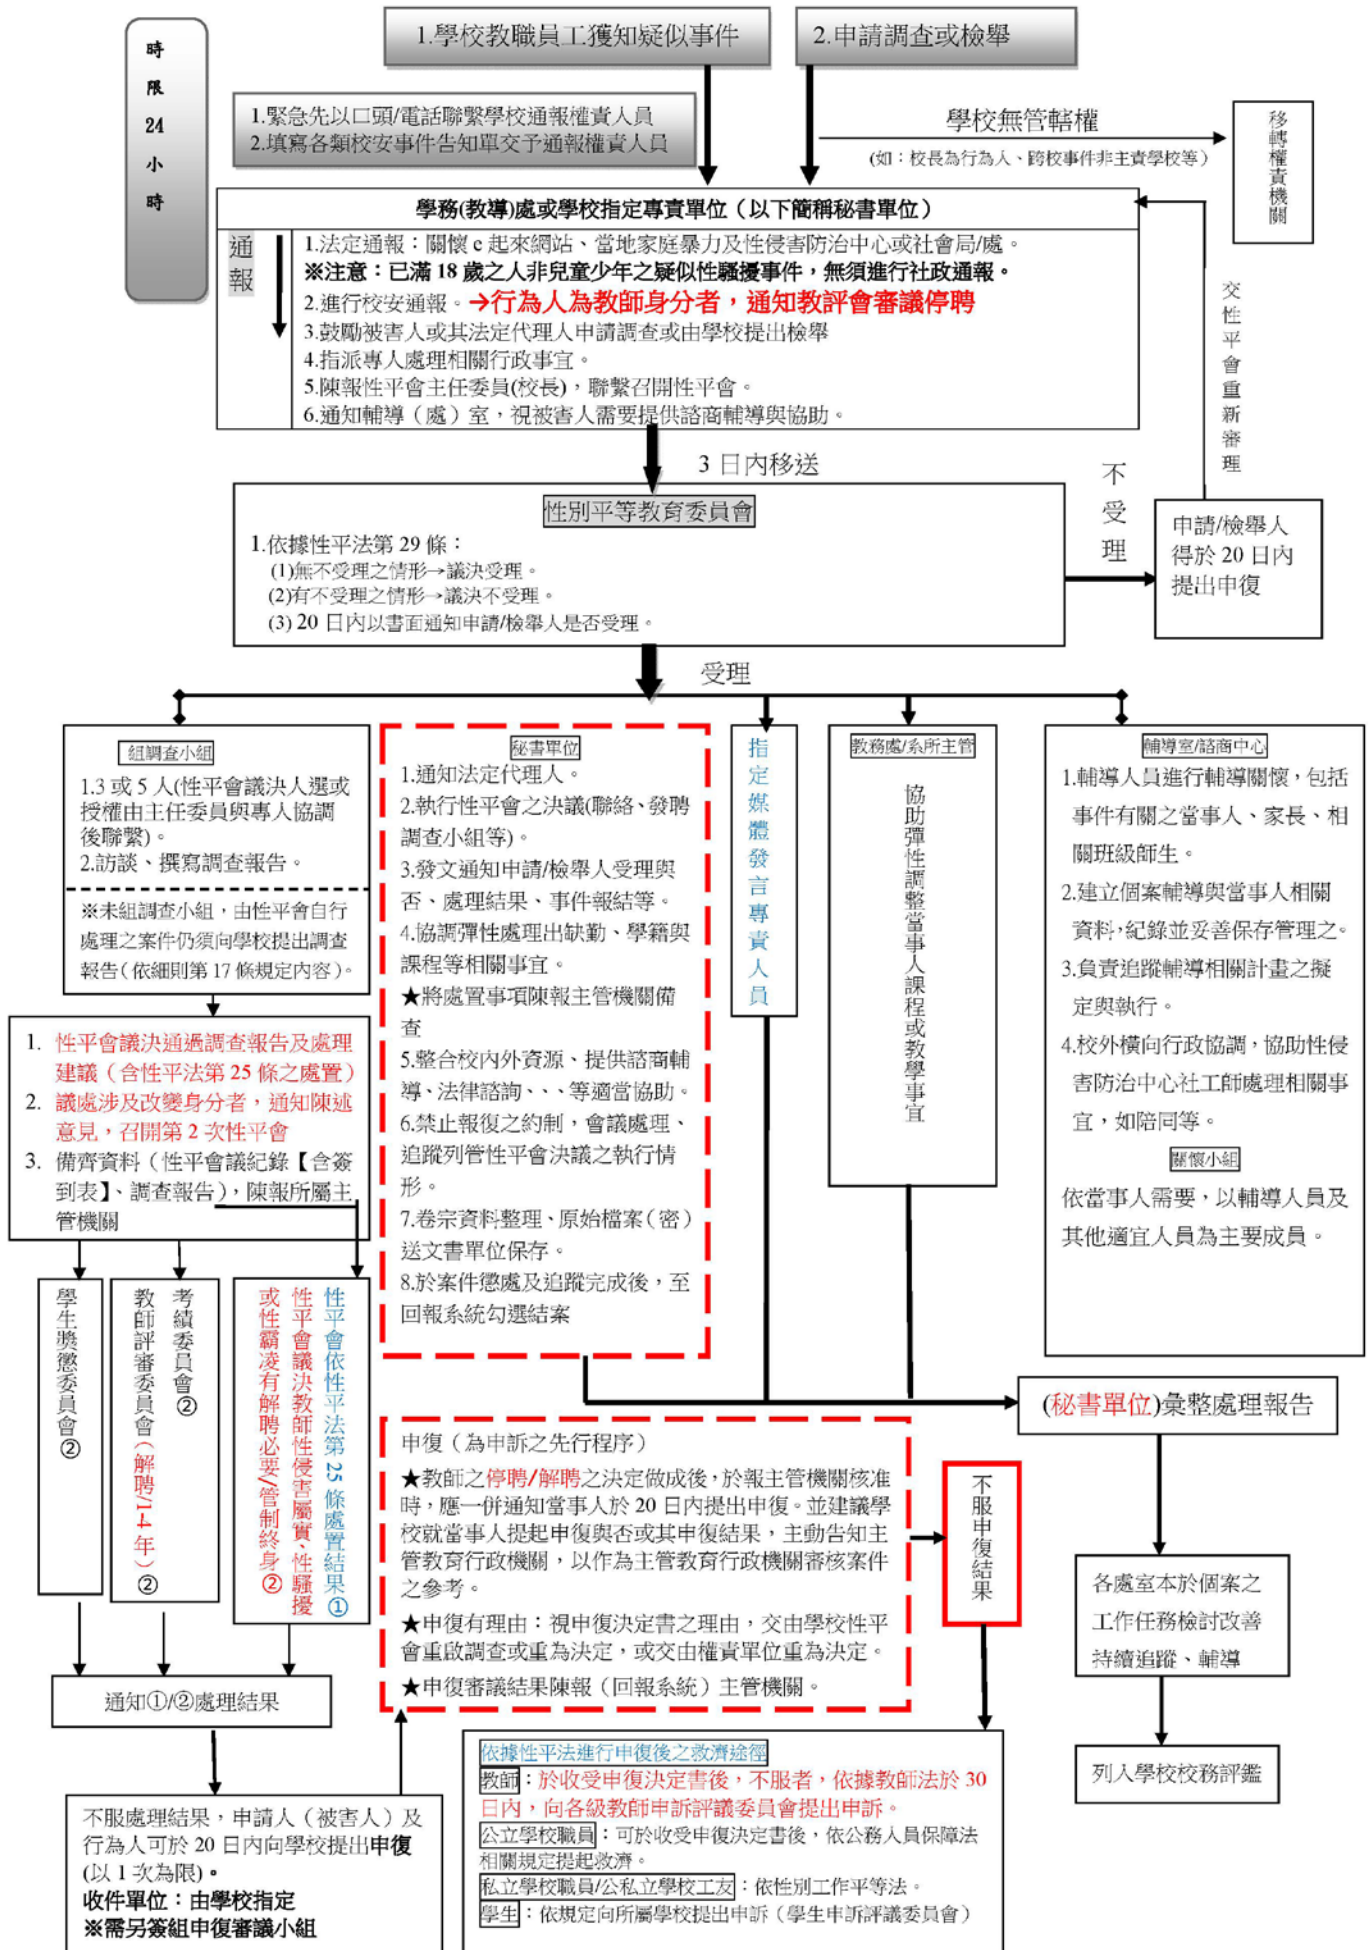 時
限
24
小
時
1.學校教職員工獲知疑似事件
2.申請調查或檢舉
1.緊急先以口頭/電話聯繫學校通報權責人員
2.填寫各類校安事件告知單交予通報權責人員
學校無管轄權
(如：校長為行為人、跨校事件非主責學校等)
移轉權責機關
學務(教導)處或學校指定專責單位（以下簡稱秘書單位）
通報
1.法定通報：關懷 e 起來網站、當地家庭暴力及性侵害防治中心或社會局/處。
※注意：已滿 18 歲之人非兒童少年之疑似性騷擾事件，無須進行社政通報。
2.進行校安通報。→行為人為教師身分者，通知教評會審議停聘
3.鼓勵被害人或其法定代理人申請調查或由學校提出檢舉
4.指派專人處理相關行政事宜。
5.陳報性平會主任委員(校長)，聯繫召開性平會。
6.通知輔導（處）室，視被害人需要提供諮商輔導與協助。
交性平會重新審理
3 日內移送
性別平等教育委員會
1.依據性平法第 29 條：
(1)無不受理之情形→議決受理。
(2)有不受理之情形→議決不受理。
(3) 20 日內以書面通知申請/檢舉人是否受理。
不受理
申請/檢舉人
得於 20 日內
提出申復
受理
組調查小組
1.3 或 5 人(性平會議決人選或
授權由主任委員與專人協調
後聯繫)。
2.訪談、撰寫調查報告。
※未組調查小組，由性平會自行
處理之案件仍須向學校提出調查
報告（依細則第 17 條規定內容）。
秘書單位
1.通知法定代理人。
2.執行性平會之決議(聯絡、發聘
調查小組等)。
3.發文通知申請/檢舉人受理與
否、處理結果、事件報結等。
4.協調彈性處理出缺勤、學籍與
課程等相關事宜。
★將處置事項陳報主管機關備
查
5.整合校內外資源、提供諮商輔
導、法律諮詢、、、等適當協助。
6.禁止報復之約制，會議處理、
追蹤列管性平會決議之執行情
形。
7.卷宗資料整理、原始檔案（密）
送文書單位保存。
8.於案件懲處及追蹤完成後，至
回報系統勾選結案
指定媒體發言專責人員
教務處/系所主管
協助彈性調整當事人課程或教學事宜
輔導室/諮商中心
1.輔導人員進行輔導關懷，包括
事件有關之當事人、家長、相
關班級師生。
2.建立個案輔導與當事人相關
資料，紀錄並妥善保存管理之。
3.負責追蹤輔導相關計畫之擬
定與執行。
4.校外橫向行政協調，協助性侵
害防治中心社工師處理相關事
宜，如陪同等。
關懷小組
依當事人需要，以輔導人員及
其他適宜人員為主要成員。
1. 性平會議決通過調查報告及處理
建議（含性平法第 25 條之處置）
2. 議處涉及改變身分者，通知陳述
意見，召開第 2 次性平會
3. 備齊資料（性平會議紀錄【含簽
到表】、調查報告），陳報所屬主
管機關
學生獎懲委員會②
考績委員會②
教師評審委員會（解聘/1-4 年）②
性平會依性平法第 25 條處置結果①
性平會議決教師性侵害屬實、性騷擾
或性霸凌有解聘必要/管制終身②
通知①/②處理結果
不服處理結果，申請人（被害人）及
行為人可於 20 日內向學校提出申復
(以 1 次為限)。
收件單位：由學校指定
※需另簽組申復審議小組
申復（為申訴之先行程序）
★教師之停聘/解聘之決定做成後，於報主管機關核准
時，應一併通知當事人於 20 日內提出申復。並建議學
校就當事人提起申復與否或其申復結果，主動告知主
管教育行政機關，以作為主管教育行政機關審核案件
之參考。
★申復有理由：視申復決定書之理由，交由學校性平
會重啟調查或重為決定，或交由權責單位重為決定。
★申復審議結果陳報（回報系統）主管機關。
不服申復結果
依據性平法進行申復後之救濟途徑
教師：於收受申復決定書後，不服者，依據教師法於 30
日內，向各級教師申訴評議委員會提出申訴。
公立學校職員：可於收受申復決定書後，依公務人員保障法
相關規定提起救濟。
私立學校職員/公私立學校工友：依性別工作平等法。
學生：依規定向所屬學校提出申訴（學生申訴評議委員會）
(秘書單位)彙整處理報告
各處室本於個案之
工作任務檢討改善
持續追蹤、輔導
列入學校校務評鑑